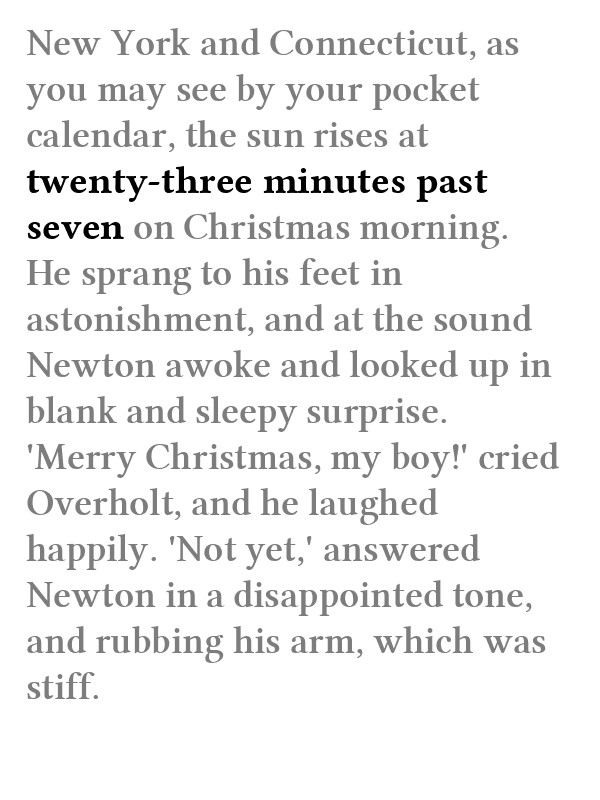 New York and Connecticut, as
you may see by your pocket
calendar, the sun rises at
twenty-three minutes past
seven on Christmas morning.
He sprang to his feet in
astonishment, and at the sound
Newton awoke and looked up in
blank and sleepy surprise.
'Merry Christmas, my boy!' cried
Overholt, and he laughed
happily. 'Not yet,' answered
Newton in a disappointed tone,
and rubbing his arm, which was
stiff.